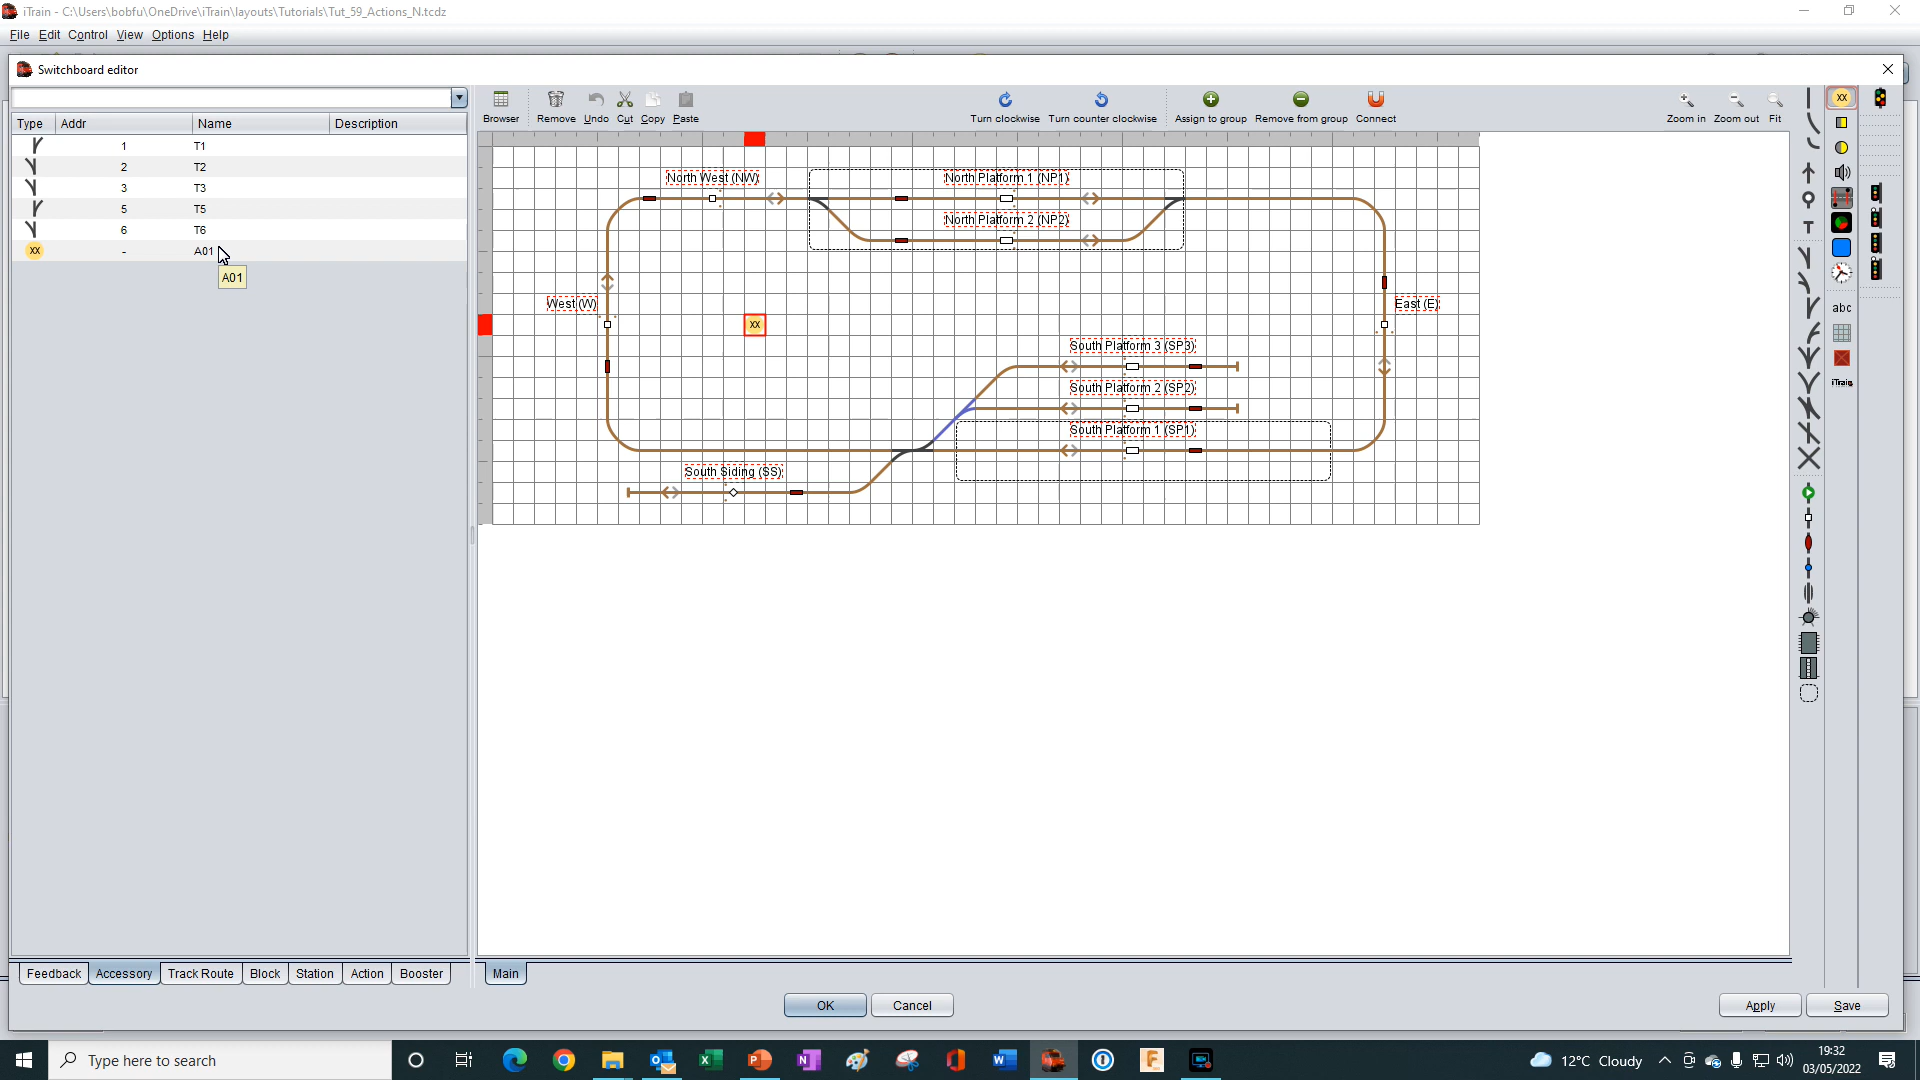 iTrain - C:\Users\bobfu\OneDrive\iTrain\layouts\Tutorials\Tut_59_Actions_N.tcdz
File Edit Control View Options Help
Switchboard editor
Browser Remove Undo Cut Copy Paste Turn clockwise Turn counter clockwise Assign to group Remove from group Connect Zoom in Zoom out Fit
Type Addr Name Description
1 T1
2 T2
3 T3
5 T5
6 T6
XX - A01
A01
North West (NW)
North Platform 1 (NP1)
North Platform 2 (NP2)
West (W)
East (E)
XX
South Platform 3 (SP3)
South Platform 2 (SP2)
South Platform 1 (SP1)
South Siding (SS)
XX
abc
iTrain
Feedback Accessory Track Route Block Station Action Booster
Main
OK Cancel Apply Save
Type here to search
12°C Cloudy
19:32
03/05/2022